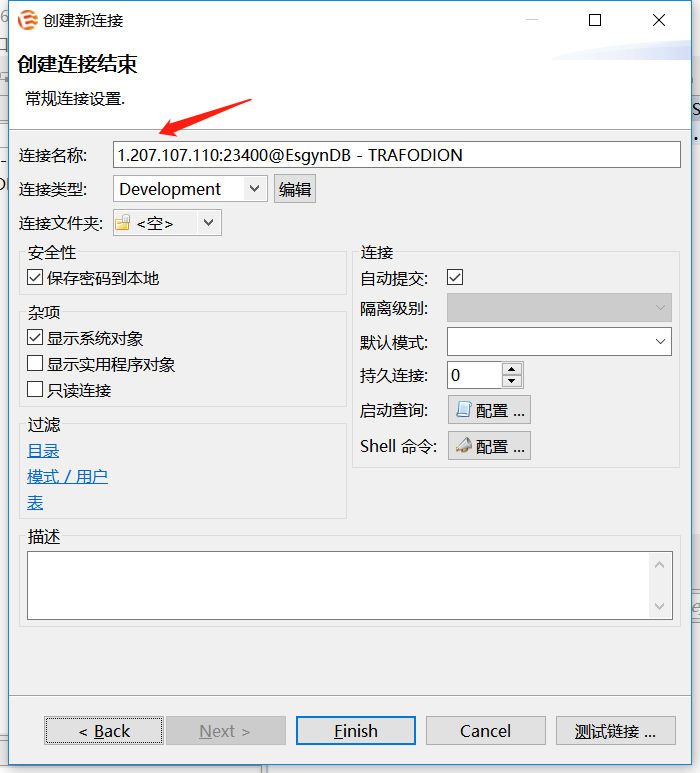 创建新连接
创建连接结束
常规连接设置.
连接名称: 1.207.107.110:23400@EsgynDB - TRAFODION
连接类型: Development 编辑
连接文件夹: <空>
安全性
保存密码到本地
杂项
显示系统对象
显示实用程序对象
只读连接
过滤
目录
模式 / 用户
表
连接
自动提交:
隔离级别:
默认模式:
持久连接: 0
启动查询: 配置 ...
Shell 命令: 配置 ...
描述
< Back Next > Finish Cancel 测试链接 ...